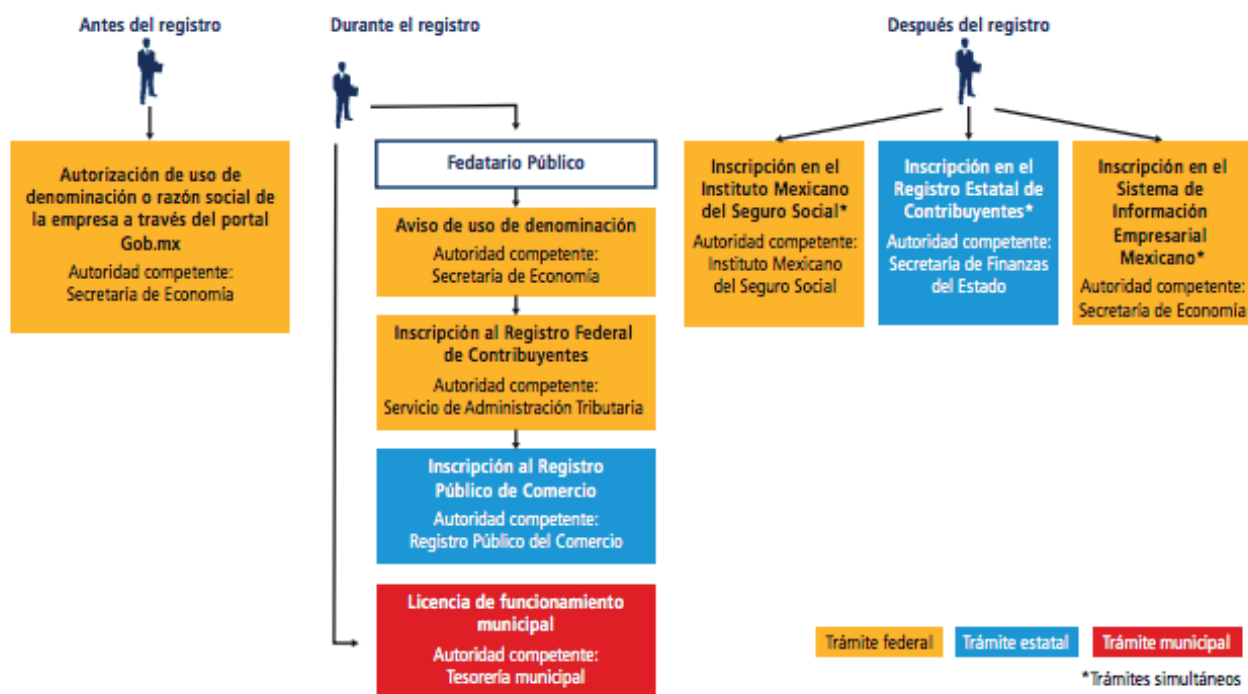 Antes del registro
Autorización de uso de
denominación o razón social de
la empresa a través del portal
Gob.mx
Autoridad competente:
Secretaría de Economía
Durante el registro
Fedatario Público
Aviso de uso de denominación
Autoridad competente:
Secretaría de Economía
Inscripción al Registro Federal
de Contribuyentes
Autoridad competente:
Servicio de Administración Tributaria
Inscripción al Registro
Público de Comercio
Autoridad competente:
Registro Público del Comercio
Licencia de funcionamiento
municipal
Autoridad competente:
Tesorería municipal
Después del registro
Inscripción en el
Instituto Mexicano
del Seguro Social*
Autoridad competente:
Instituto Mexicano
del Seguro Social
Inscripción en el
Registro Estatal de
Contribuyentes*
Autoridad competente:
Secretaría de Finanzas
del Estado
Inscripción en el
Sistema de
Información
Empresarial
Mexicano*
Autoridad competente:
Secretaría de Economía
Trámite federal
Trámite estatal
Trámite municipal
*Trámites simultáneos